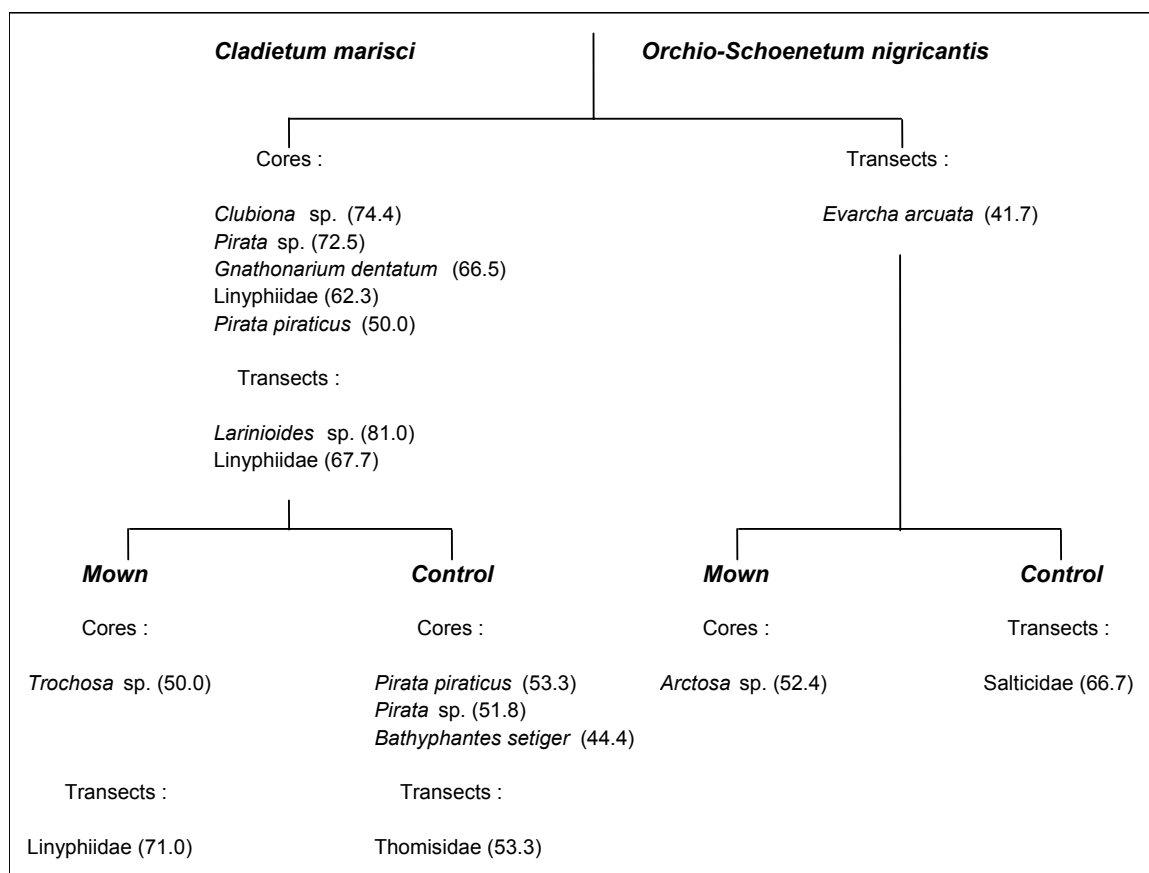 Cladietum marisci
Orchio-Schoenetum nigricantis
Cores :
Clubiona sp. (74.4)
Pirata sp. (72.5)
Gnathonarium dentatum (66.5)
Linyphiidae (62.3)
Pirata piraticus (50.0)
Transects :
Larinioides sp. (81.0)
Linyphiidae (67.7)
Transects :
Evarcha arcuata (41.7)
Mown
Cores :
Trochosa sp. (50.0)
Transects :
Linyphiidae (71.0)
Control
Cores :
Pirata piraticus (53.3)
Pirata sp. (51.8)
Bathyphantes setiger (44.4)
Transects :
Thomisidae (53.3)
Mown
Cores :
Arctosa sp. (52.4)
Control
Transects :
Salticidae (66.7)